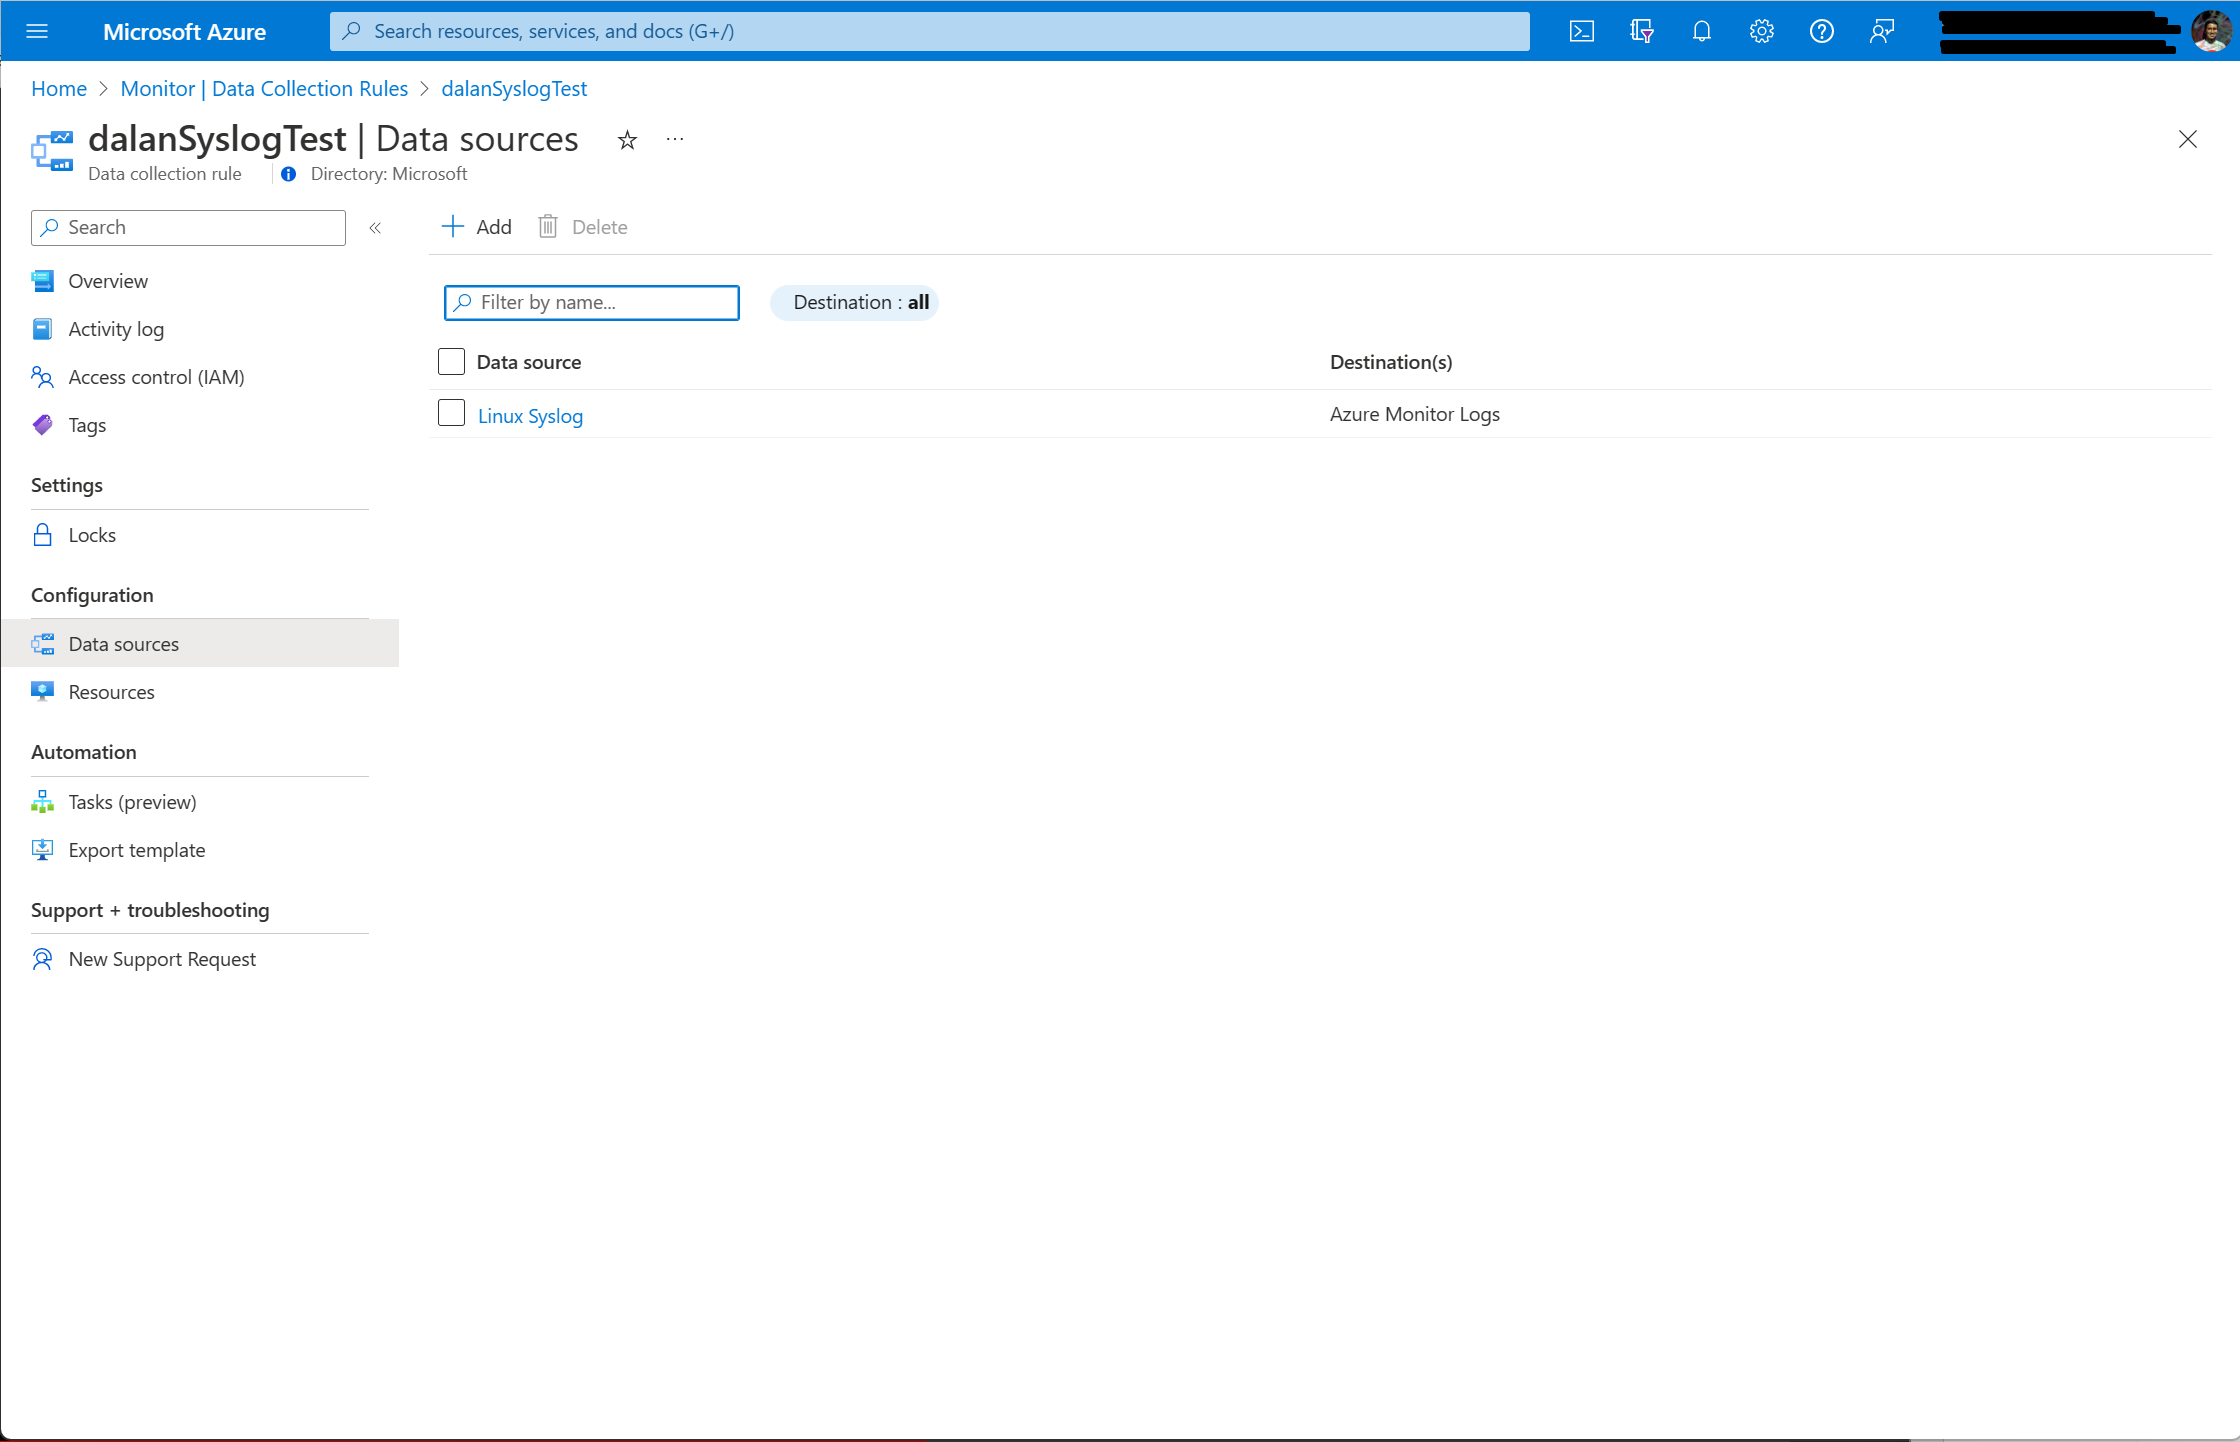 Microsoft Azure
Search resources, services, and docs (G+/)
Home > Monitor | Data Collection Rules > dalanSyslogTest
dalanSyslogTest | Data sources
Data collection rule
Directory: Microsoft
Search
Overview
Activity log
Access control (IAM)
Tags
Settings
Locks
Configuration
Data sources
Resources
Automation
Tasks (preview)
Export template
Support + troubleshooting
New Support Request
Add Delete
Filter by name...
Destination : all
Data source Destination(s)
Linux Syslog Azure Monitor Logs